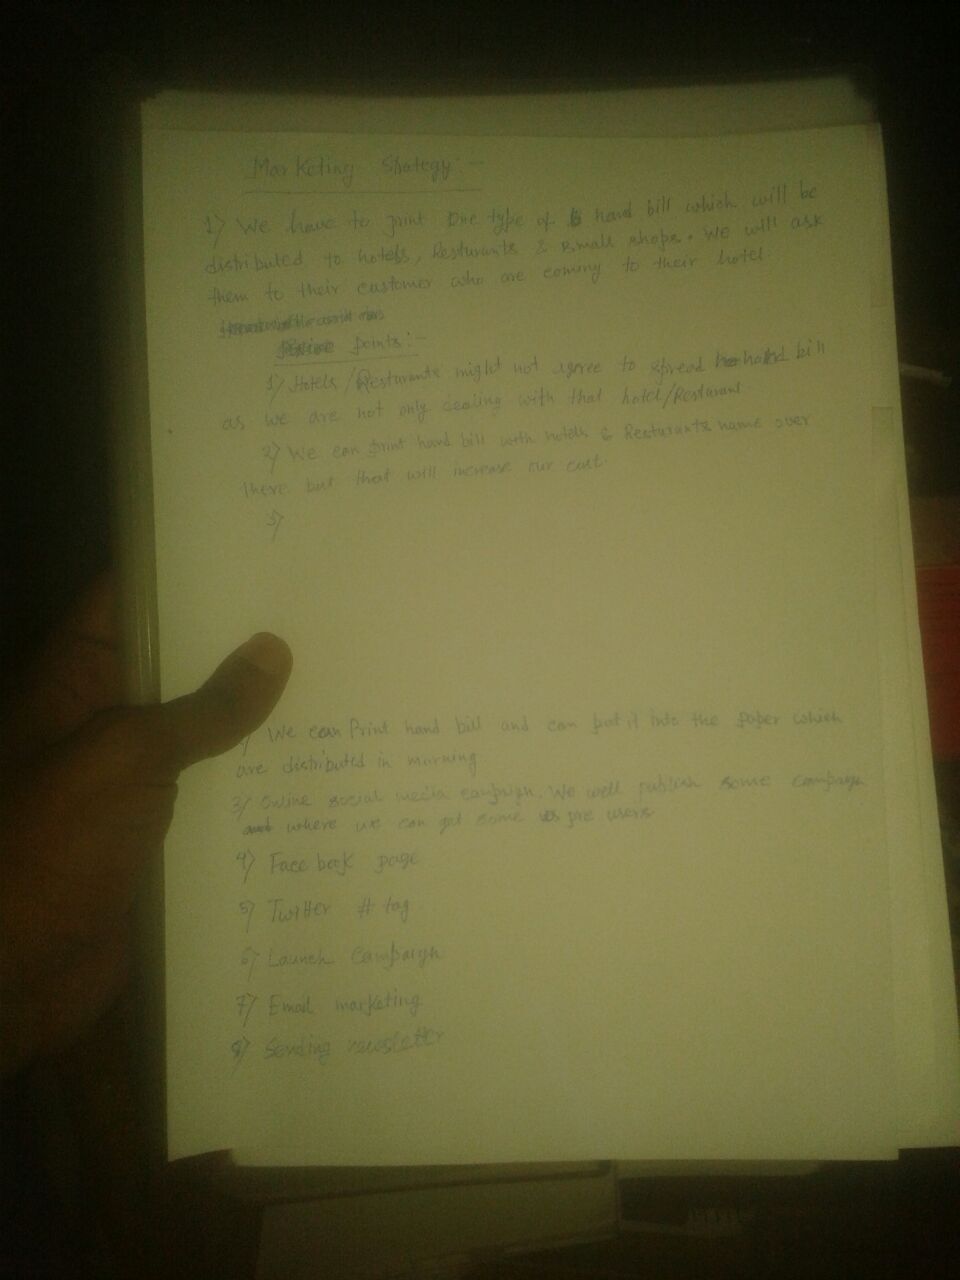 Marketing Strategy:-
1) We have to print one type of hand bill which will be
distributed to hotels, Resturants & small shops. We will ask
them to their customer who are coming to their hotel.
points:-
1) Hotels/Resturants might not agree to spread hand bill
as we are not only dealing with that hotel/Resturant
2) We can print hand bill with hotels & Resturants name over
there but that will increase our cost.
3)
We can Print hand bill and can put it into the paper which
are distributed in morning
3) Online social media campaign. We will publish some campaign
where we can get some pre users
4) Face book page
5) Twitter # tag
6) Launch Campaign
7) Email marketing
8) Sending newsletter